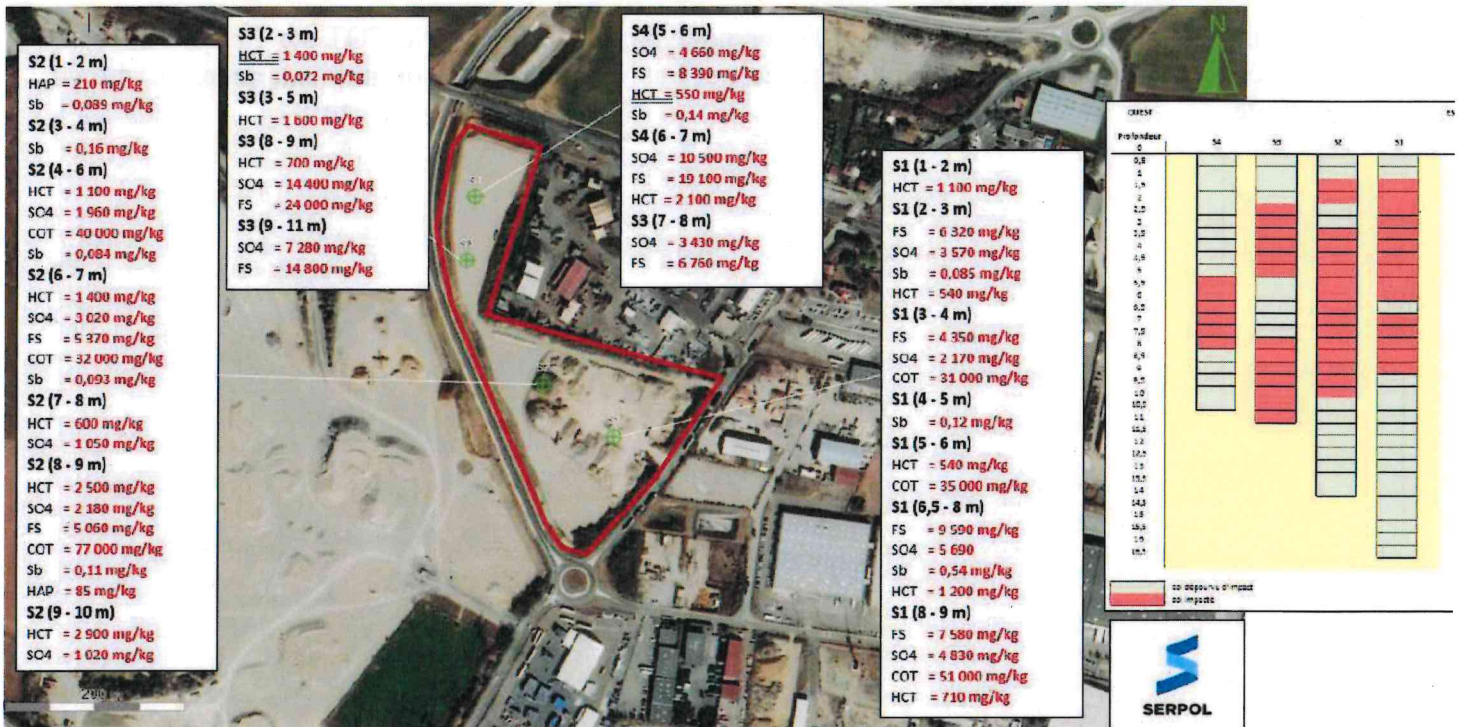 S2 (1 - 2 m)
HAP = 210 mg/kg
Sb = 0,089 mg/kg
S2 (3 - 4 m)
Sb = 0,16 mg/kg
S2 (4 - 6 m)
HCT = 1 100 mg/kg
SO4 = 1 960 mg/kg
COT = 40 000 mg/kg
Sb = 0,084 mg/kg
S2 (6 - 7 m)
HCT = 1 400 mg/kg
SO4 = 3 020 mg/kg
FS = 5 370 mg/kg
COT = 32 000 mg/kg
Sb = 0,093 mg/kg
S2 (7 - 8 m)
HCT = 600 mg/kg
SO4 = 1 050 mg/kg
S2 (8 - 9 m)
HCT = 2 500 mg/kg
SO4 = 2 180 mg/kg
FS = 5 060 mg/kg
COT = 77 000 mg/kg
Sb = 0,11 mg/kg
HAP = 85 mg/kg
S2 (9 - 10 m)
HCT = 2 900 mg/kg
SO4 = 1 020 mg/kg
S3 (2 - 3 m)
HCT = 1 400 mg/kg
Sb = 0,072 mg/kg
S3 (3 - 5 m)
HCT = 1 600 mg/kg
S3 (8 - 9 m)
HCT = 700 mg/kg
SO4 = 14 400 mg/kg
FS = 24 000 mg/kg
S3 (9 - 11 m)
SO4 = 7 280 mg/kg
FS = 14 800 mg/kg
S4 (5 - 6 m)
SO4 = 4 660 mg/kg
FS = 8 390 mg/kg
HCT = 550 mg/kg
Sb = 0,14 mg/kg
S4 (6 - 7 m)
SO4 = 10 500 mg/kg
FS = 19 100 mg/kg
HCT = 2 100 mg/kg
S3 (7 - 8 m)
SO4 = 3 430 mg/kg
FS = 6 760 mg/kg
S1 (1 - 2 m)
HCT = 1 100 mg/kg
S1 (2 - 3 m)
FS = 6 320 mg/kg
SO4 = 3 570 mg/kg
Sb = 0,085 mg/kg
HCT = 540 mg/kg
S1 (3 - 4 m)
FS = 4 350 mg/kg
SO4 = 2 170 mg/kg
COT = 31 000 mg/kg
S1 (4 - 5 m)
Sb = 0,12 mg/kg
S1 (5 - 6 m)
HCT = 540 mg/kg
COT = 35 000 mg/kg
S1 (6,5 - 8 m)
FS = 9 590 mg/kg
SO4 = 5 690
Sb = 0,54 mg/kg
HCT = 1 200 mg/kg
S1 (8 - 9 m)
FS = 7 580 mg/kg
SO4 = 4 830 mg/kg
COT = 51 000 mg/kg
HCT = 710 mg/kg
N
OUEST ES
Profondeur
S4 S3 S2 S1
sol dépourvu d'impact
sol impacté
SERPOL
200